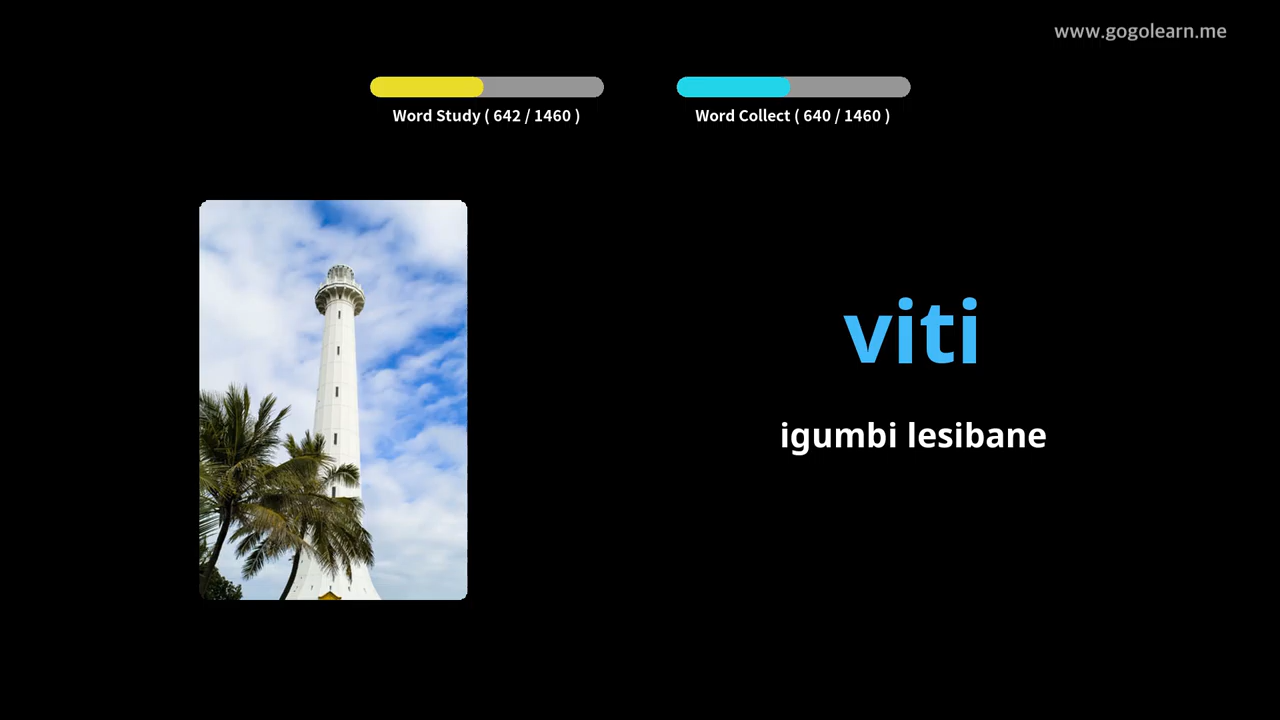 www.gogolearn.me
Word Study ( 642 / 1460 )
Word Collect ( 640 / 1460 )
viti
igumbi lesibane